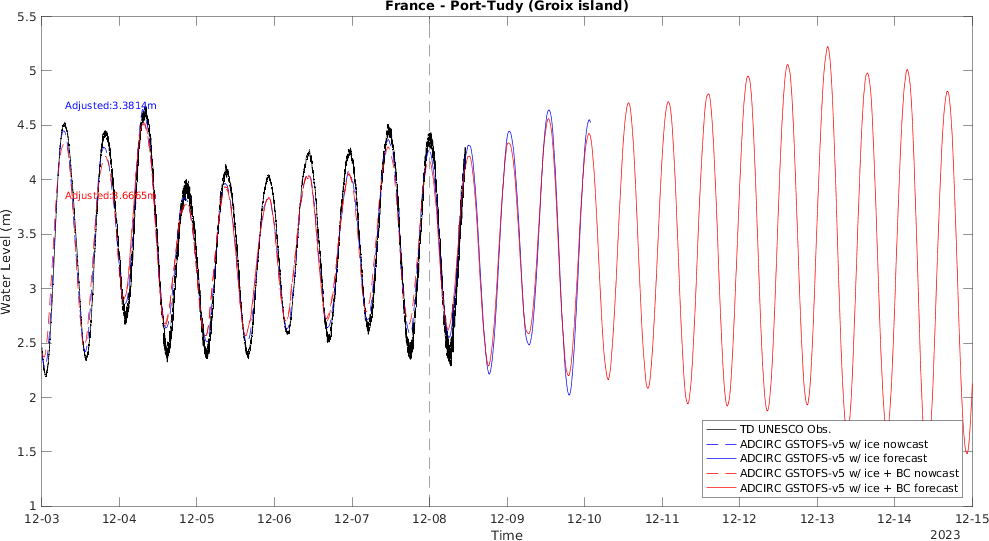 France - Port-Tudy (Groix island)
5.5
5
4.5
4
3.5
3
2.5
2
1.5
1
Water Level (m)
Adjusted:3.3814m
Adjusted:3.6665m
TD UNESCO Obs.
ADCIRC GSTOFS-v5 w/ ice nowcast
ADCIRC GSTOFS-v5 w/ ice forecast
ADCIRC GSTOFS-v5 w/ ice + BC nowcast
ADCIRC GSTOFS-v5 w/ ice + BC forecast
12-03 12-04 12-05 12-06 12-07 12-08 12-09 12-10 12-11 12-12 12-13 12-14 12-15
Time
2023